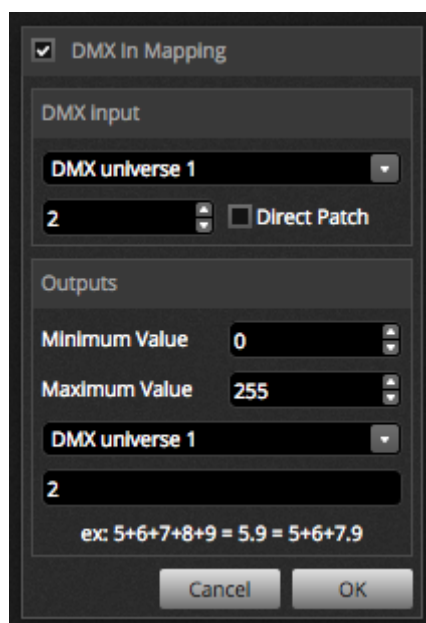 DMX In Mapping
DMX input
DMX universe 1
2 Direct Patch
Outputs
Minimum Value 0
Maximum Value 255
DMX universe 1
2
ex: 5+6+7+8+9 = 5.9 = 5+6+7.9
Cancel OK